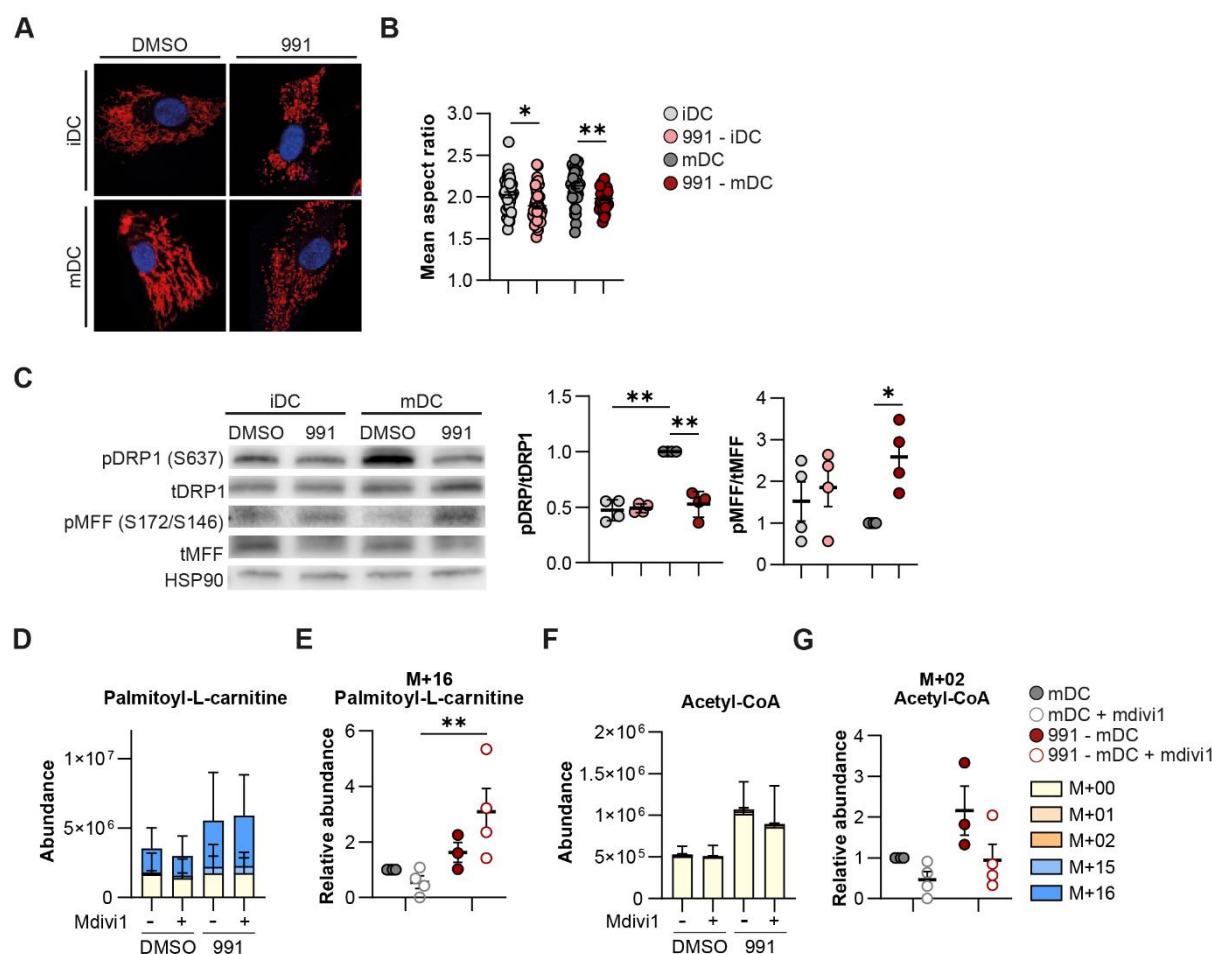 A
DMSO 991
iDC
mDC
B
Mean aspect ratio
3.0
2.5
2.0
1.5
1.0
*
**
iDC
991 - iDC
mDC
991 - mDC
C
iDC mDC
DMSO 991 DMSO 991
pDRP1 (S637)
tDRP1
pMFF (S172/S146)
tMFF
HSP90
pDRP/tDRP1
1.5
1.0
0.5
0.0
**
**
pMFF/tMFF
4
3
2
1
0
*
D
Palmitoyl-L-carnitine
Abundance
1×10⁷
5×10⁶
0
Mdivi1 - + - +
DMSO 991
E
M+16
Palmitoyl-L-carnitine
Relative abundance
6
4
2
0
**
F
Acetyl-CoA
Abundance
2×10⁶
1.5×10⁶
1×10⁶
5×10⁵
0
- + - +
DMSO 991
G
M+02
Acetyl-CoA
Relative abundance
4
3
2
1
0
mDC
mDC + mdivi1
991 - mDC
991 - mDC + mdivi1
M+00
M+01
M+02
M+15
M+16